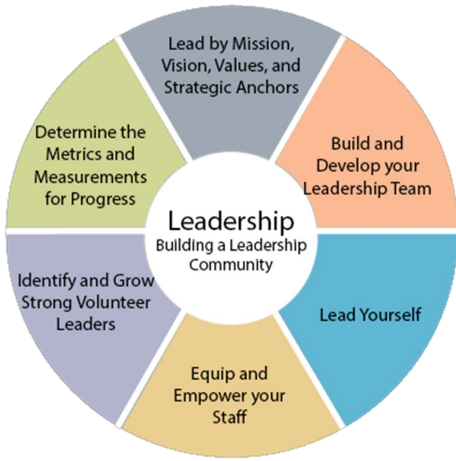 Lead by Mission,
Vision, Values, and
Strategic Anchors
Build and
Develop your
Leadership Team
Lead Yourself
Equip and
Empower your
Staff
Identify and Grow
Strong Volunteer
Leaders
Determine the
Metrics and
Measurements
for Progress
Leadership
Building a Leadership
Community